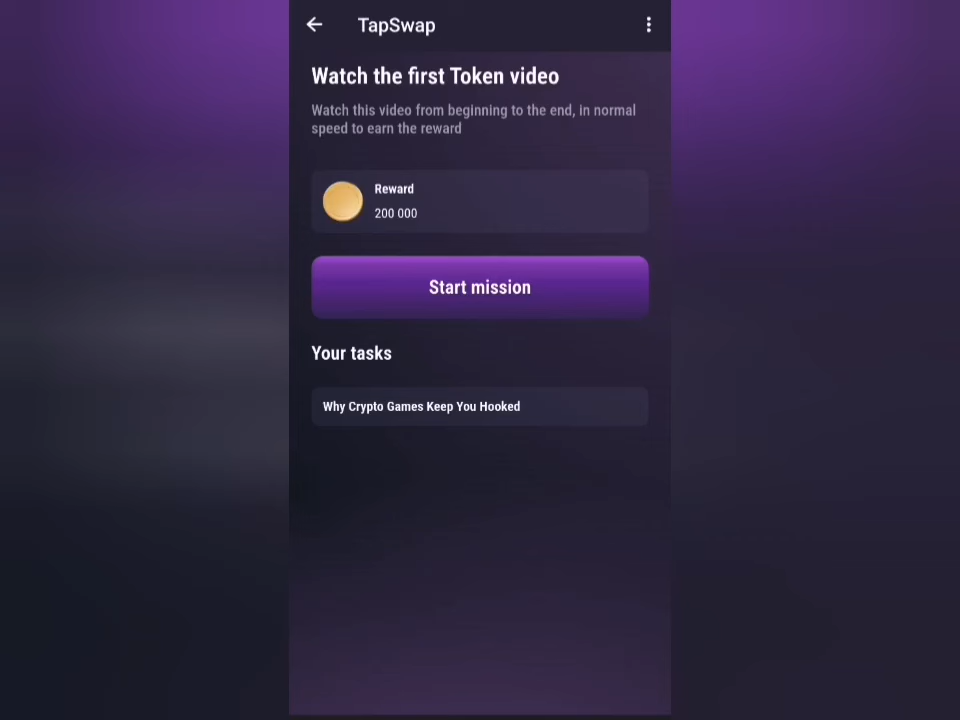 TapSwap
Watch the first Token video
Watch this video from beginning to the end, in normal
speed to earn the reward
Reward
200 000
Start mission
Your tasks
Why Crypto Games Keep You Hooked